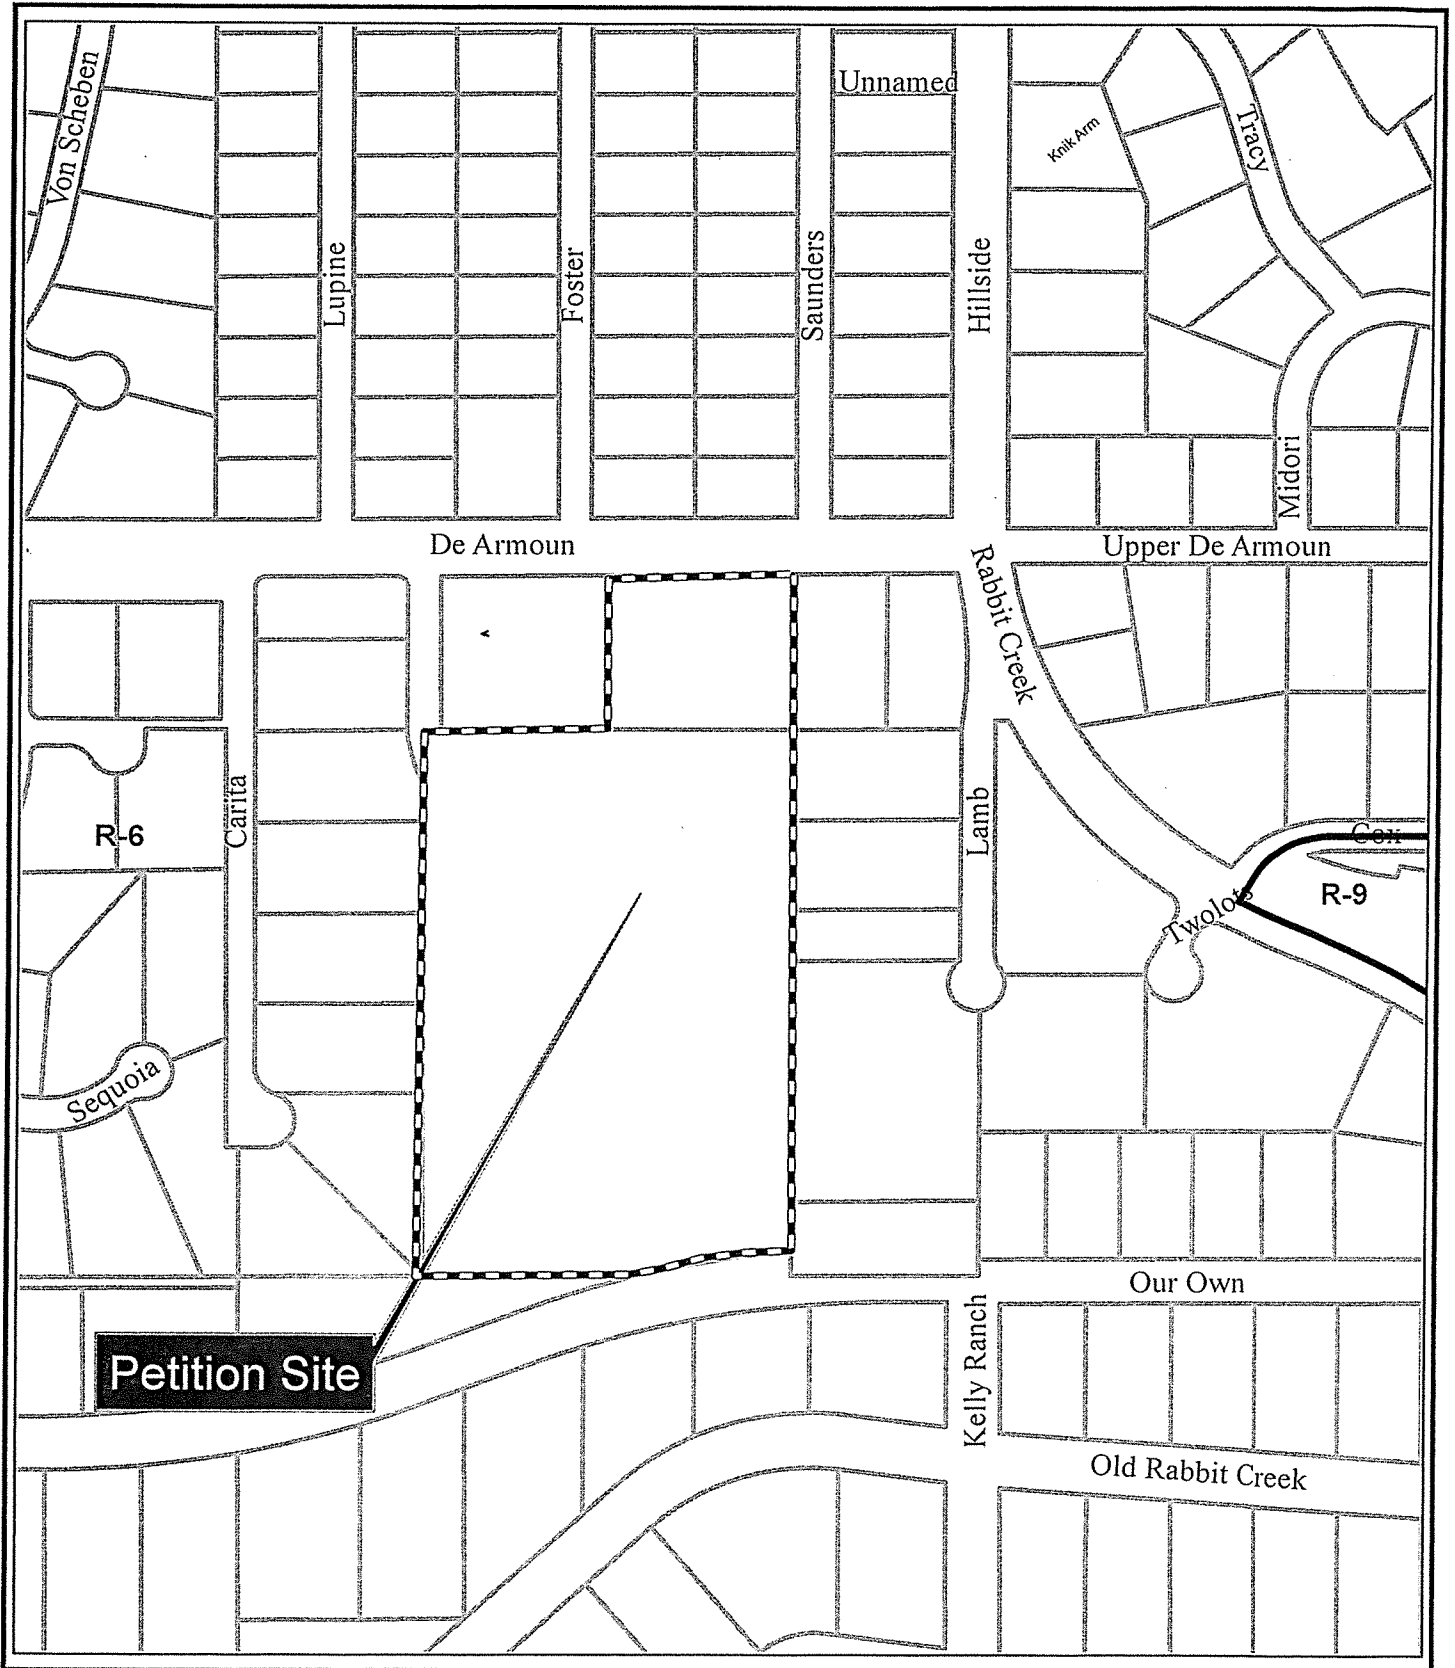 Von Scheben
Unnamed
Knik Arm
Tracy
Lupine
Foster
Saunders
Hillside
Midori
De Armoun
Upper De Armoun
Rabbit Creek
Carita
R-6
Lamb
Cox
R-9
Twolots
Sequoia
Our Own
Petition Site
Kelly Ranch
Old Rabbit Creek